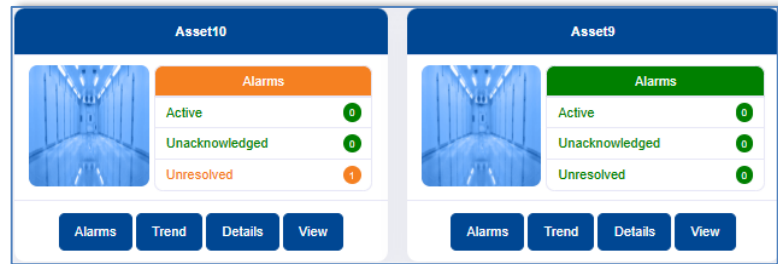 Asset10
Alarms
Active 0
Unacknowledged 0
Unresolved 1
Alarms Trend Details View
Asset9
Alarms
Active 0
Unacknowledged 0
Unresolved 0
Alarms Trend Details View